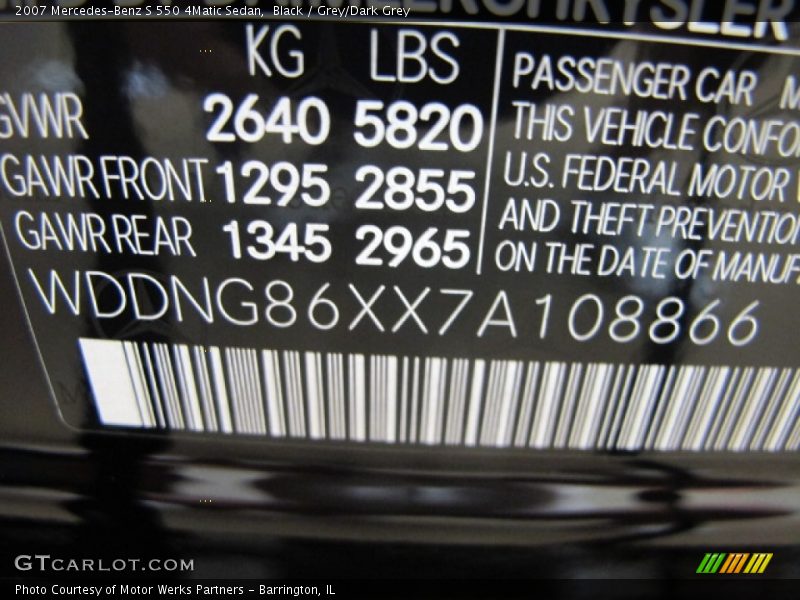 2007 Mercedes-Benz S 550 4Matic Sedan,  Black / Grey/Dark Grey
KG LBS
GVWR 2640 5820
GAWR FRONT 1295 2855
GAWR REAR 1345 2965
PASSENGER CAR
THIS VEHICLE CONFO
U.S. FEDERAL MOTOR
AND THEFT PREVENTION
ON THE DATE OF MANUF
WDDNG86XX7A108866
GTCARLOT.COM
Photo Courtesy of Motor Werks Partners - Barrington, IL